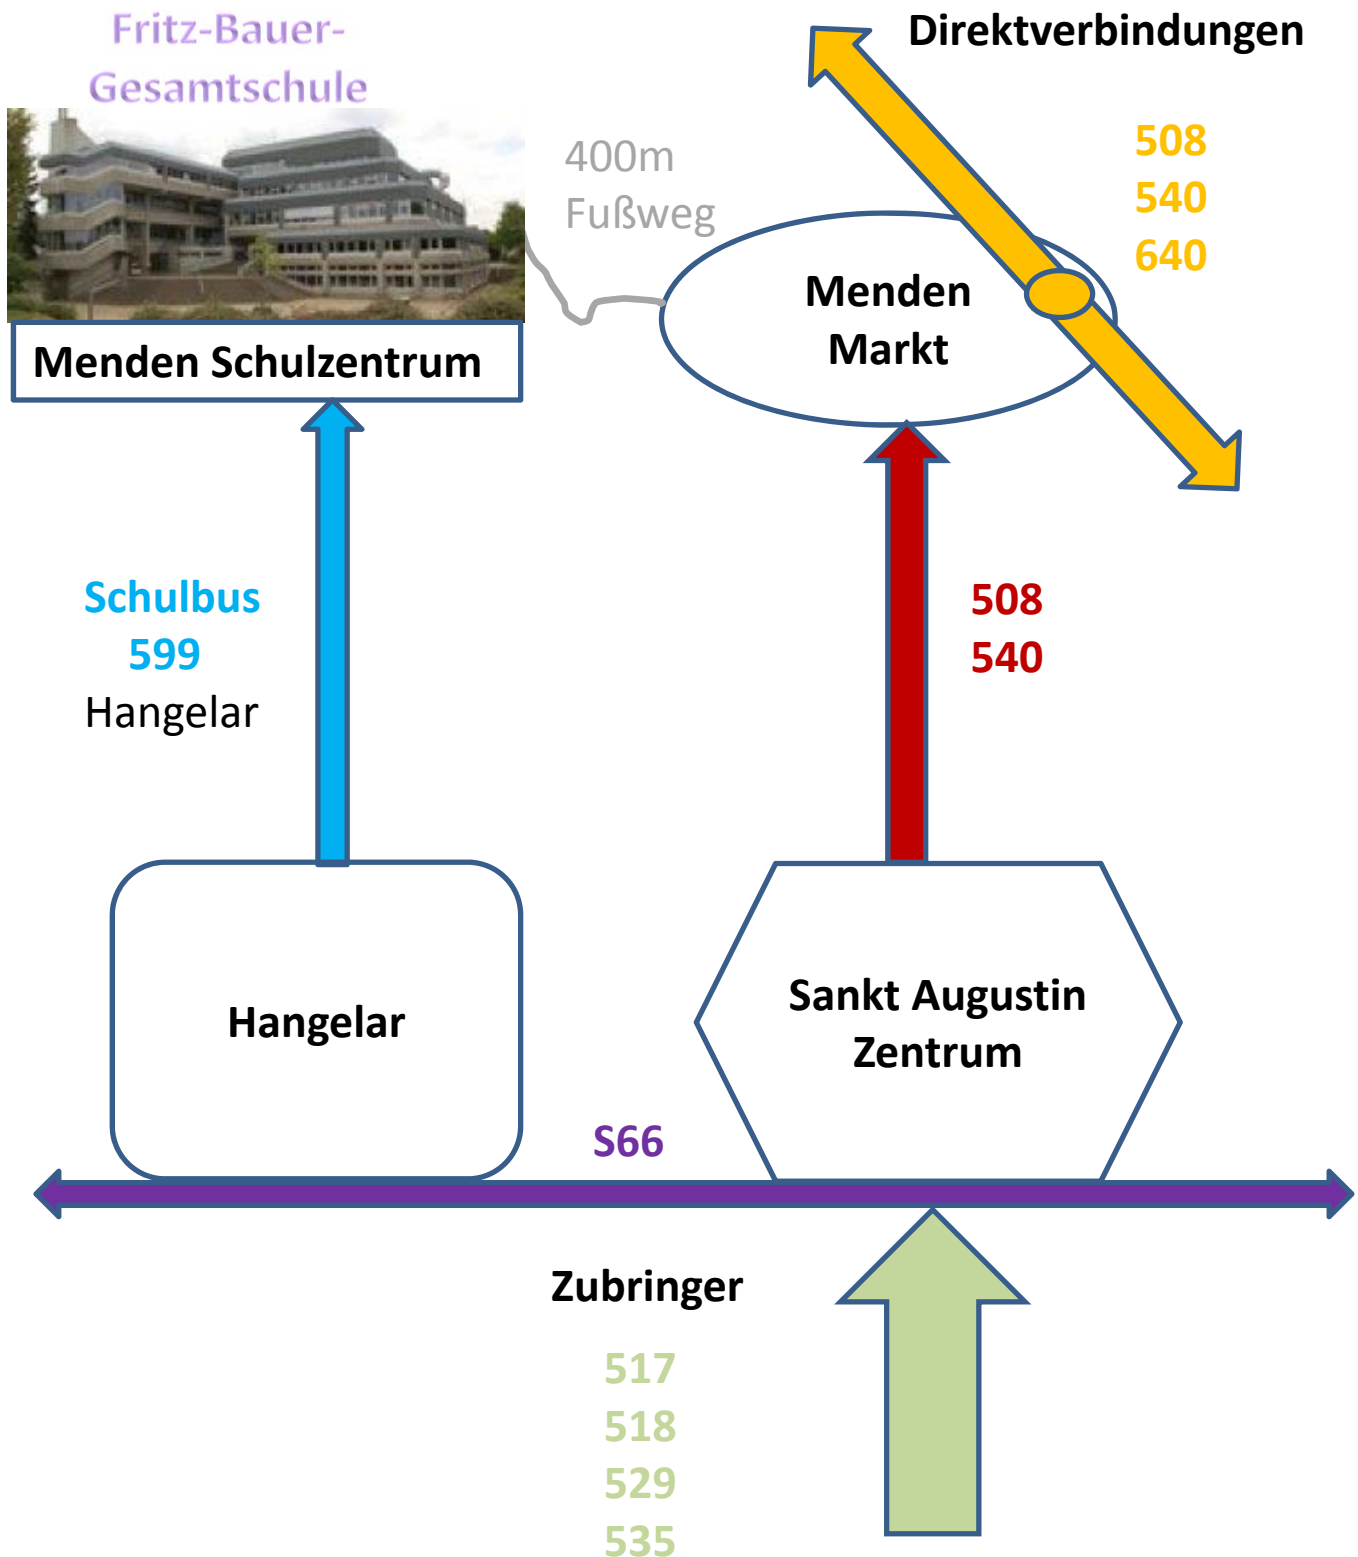 Fritz-Bauer-
Gesamtschule
Direktverbindungen
508
540
640
400m
Fußweg
Menden
Markt
Menden Schulzentrum
Schulbus
599
Hangelar
508
540
Hangelar
Sankt Augustin
Zentrum
S66
Zubringer
517
518
529
535